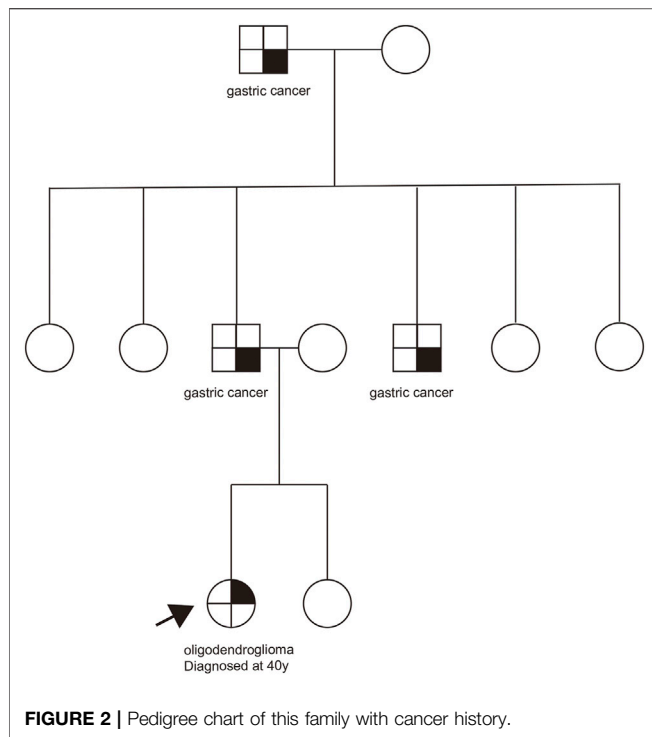 gastric cancer
gastric cancer
gastric cancer
oligodendroglioma
Diagnosed at 40y
FIGURE 2 | Pedigree chart of this family with cancer history.